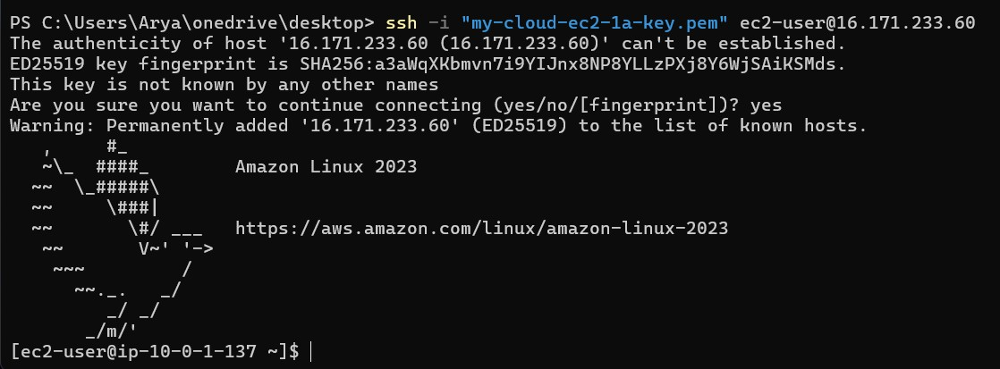 PS C:\Users\Arya\onedrive\desktop> ssh -i "my-cloud-ec2-1a-key.pem" ec2-user@16.171.233.60
The authenticity of host '16.171.233.60 (16.171.233.60)' can't be established.
ED25519 key fingerprint is SHA256:a3aWqXKbmvn7i9YIJnx8NP8YLLzPXj8Y6WjSAiKSMds.
This key is not known by any other names
Are you sure you want to continue connecting (yes/no/[fingerprint])? yes
Warning: Permanently added '16.171.233.60' (ED25519) to the list of known hosts.
   ,     #_
   ~\_  ####_        Amazon Linux 2023
  ~~  \_#####\
  ~~     \###|
  ~~       \#/ ___   https://aws.amazon.com/linux/amazon-linux-2023
   ~~       V~' '->
    ~~~         /
      ~~._.   _/
         _/ _/
       _/m/'
[ec2-user@ip-10-0-1-137 ~]$